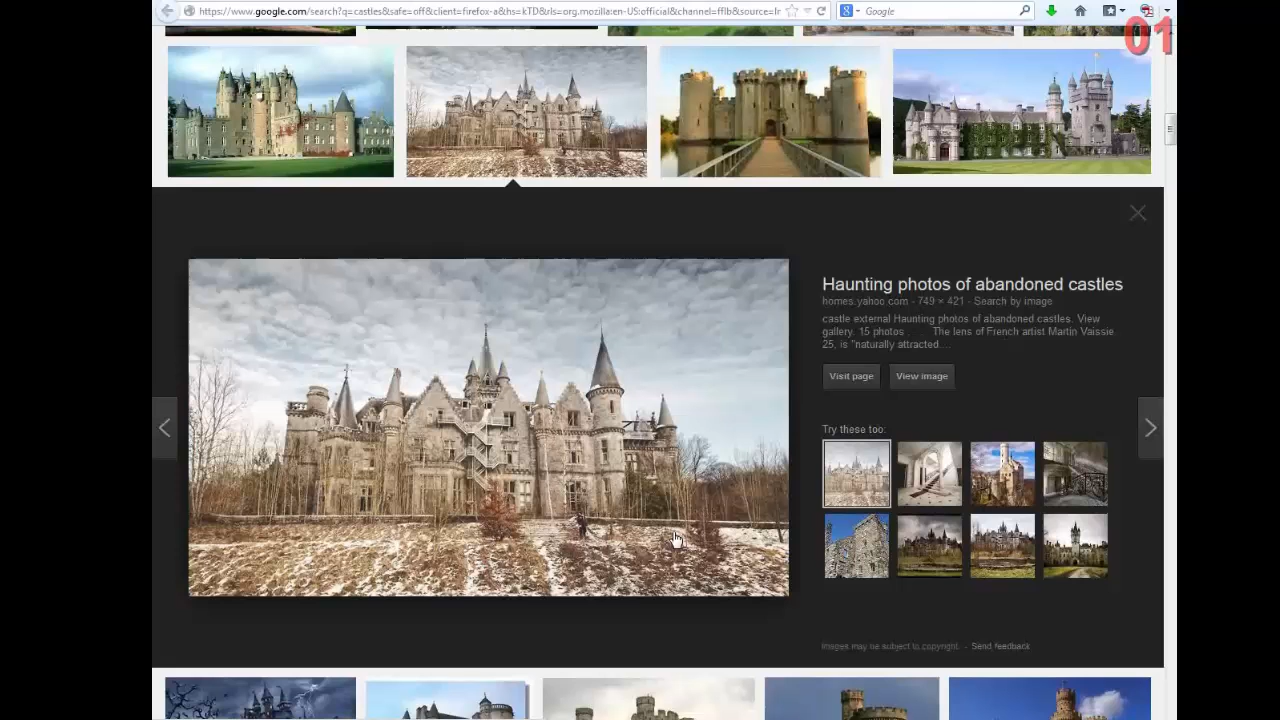 https://www.google.com/search?q=castles&safe=off&client=firefox-a&hs=kTD&rls=org.mozilla:en-US:official&channel=fflb&source=lr
Google
01
Haunting photos of abandoned castles
homes.yahoo.com - 749 × 421 - Search by image
castle external Haunting photos of abandoned castles. View
gallery. 15 photos . The lens of French artist Martin Vaissie
25, is "naturally attracted....
Visit page
View image
Try these too:
Images may be subject to copyright. - Send feedback